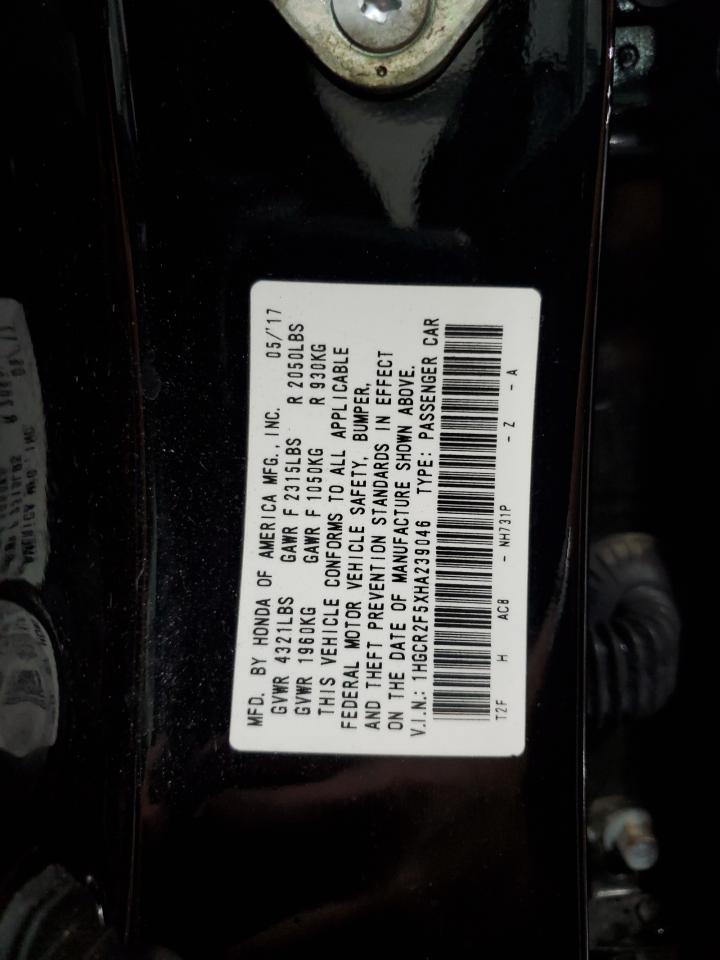 MFD. BY HONDA OF AMERICA MFG., INC. 05/'17
GVWR 4321LBS GAWR F 2315LBS R 2050LBS
GVWR 1960KG GAWR F 1050KG R 930KG
THIS VEHICLE CONFORMS TO ALL APPLICABLE
FEDERAL MOTOR VEHICLE SAFETY, BUMPER,
AND THEFT PREVENTION STANDARDS IN EFFECT
ON THE DATE OF MANUFACTURE SHOWN ABOVE.
V.I.N.: 1HGCR2F5XHA239046 TYPE: PASSENGER CAR
T2F H AC8 - NH731P - Z - A